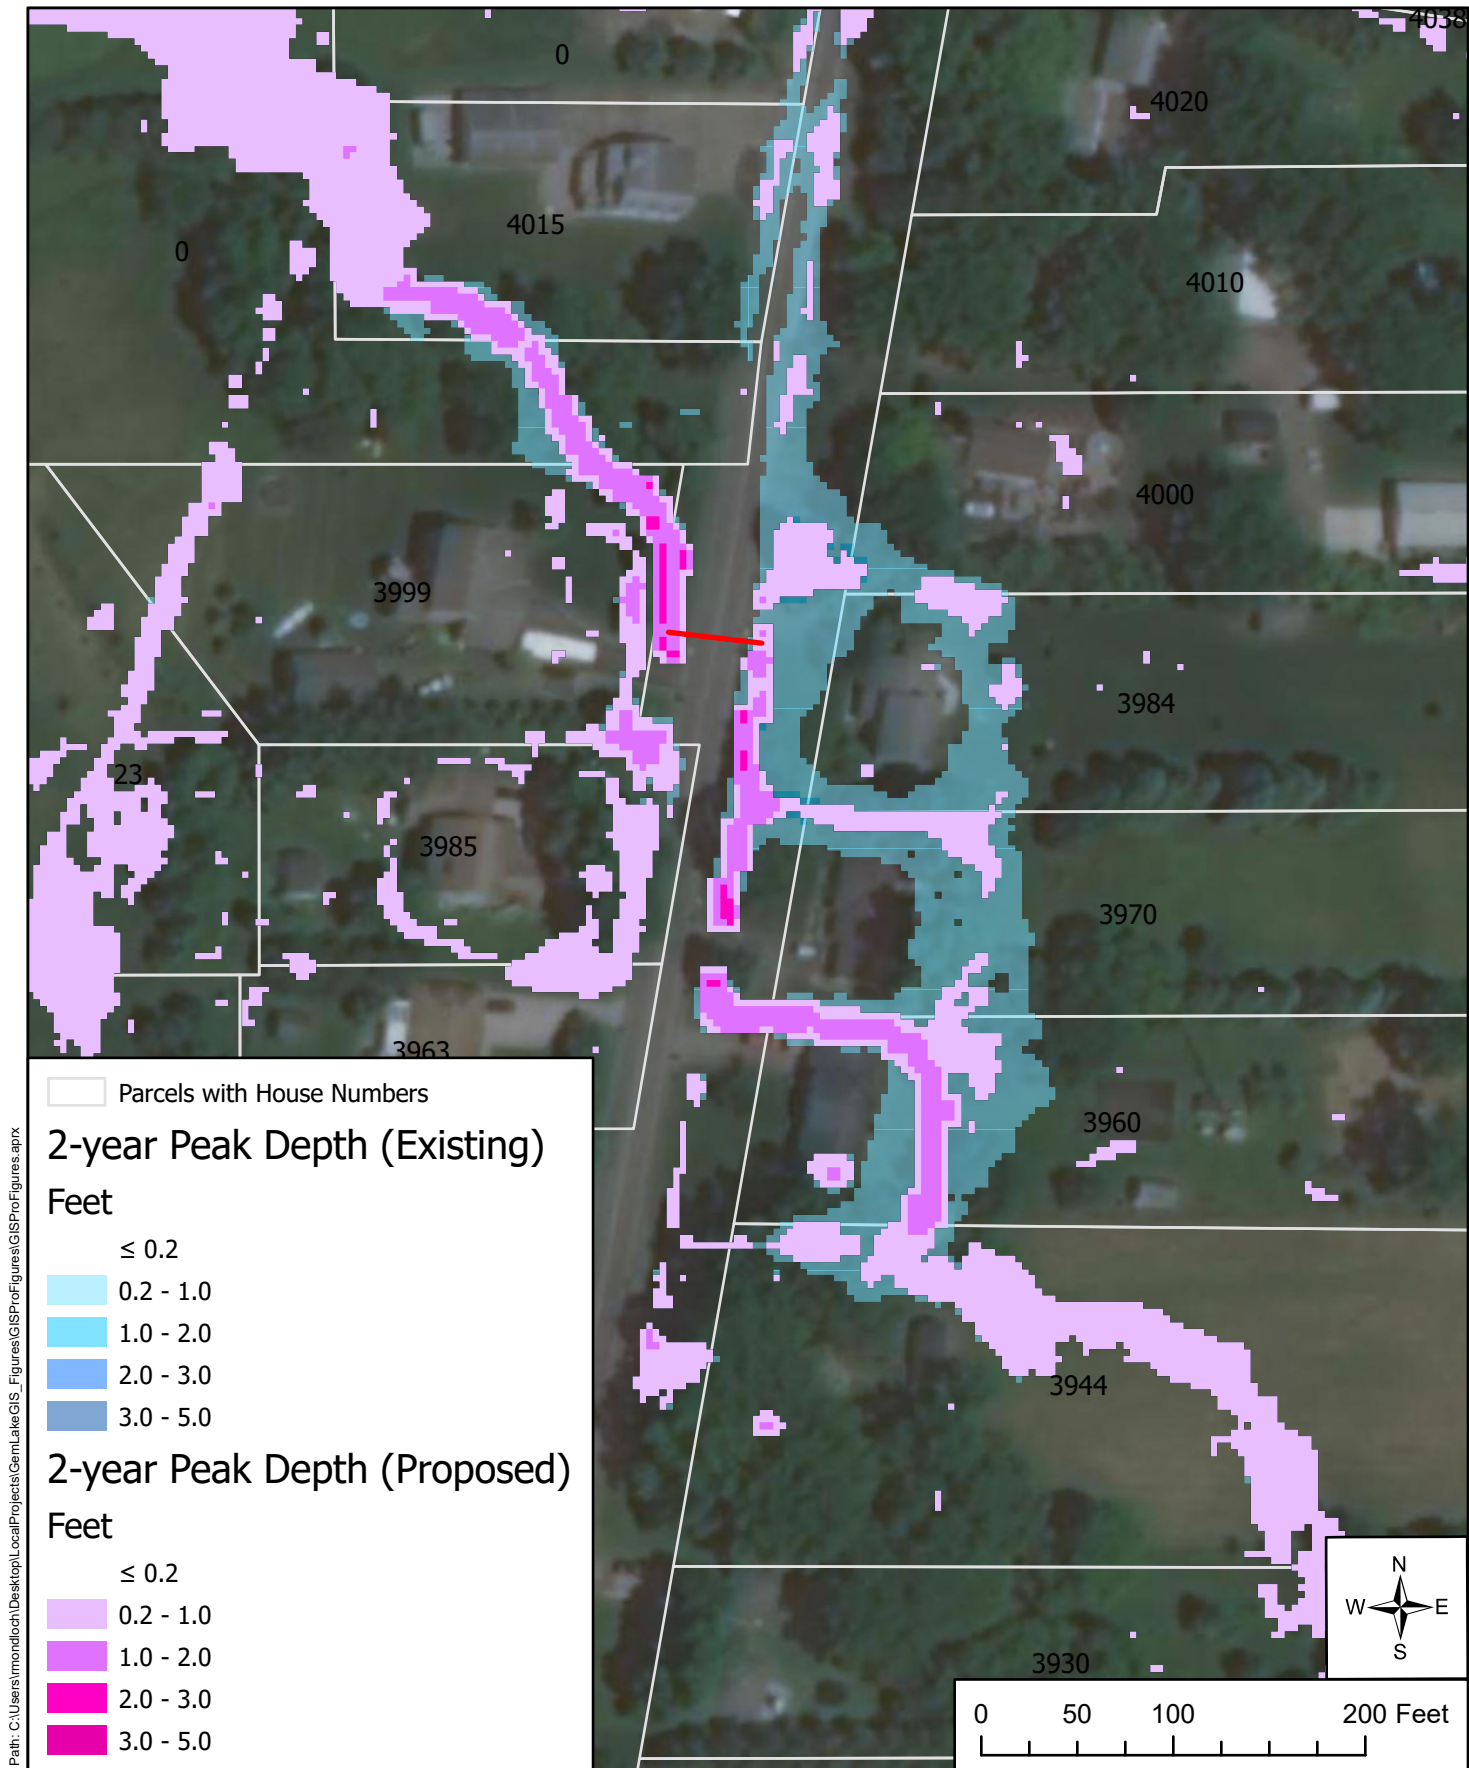 4038
0
4020
4015
0
4010
4000
3999
3984
23
3985
3970
3963
3960
3944
3930
Parcels with House Numbers
2-year Peak Depth (Existing)
Feet
≤ 0.2
0.2 - 1.0
1.0 - 2.0
2.0 - 3.0
3.0 - 5.0
2-year Peak Depth (Proposed)
Feet
≤ 0.2
0.2 - 1.0
1.0 - 2.0
2.0 - 3.0
3.0 - 5.0
N
W E
S
0 50 100 200 Feet
Path: C:\Users\rmondloch\Desktop\LocalProjects\GemLakeGIS_Figures\GISProFigures\GISProFigures.aprx